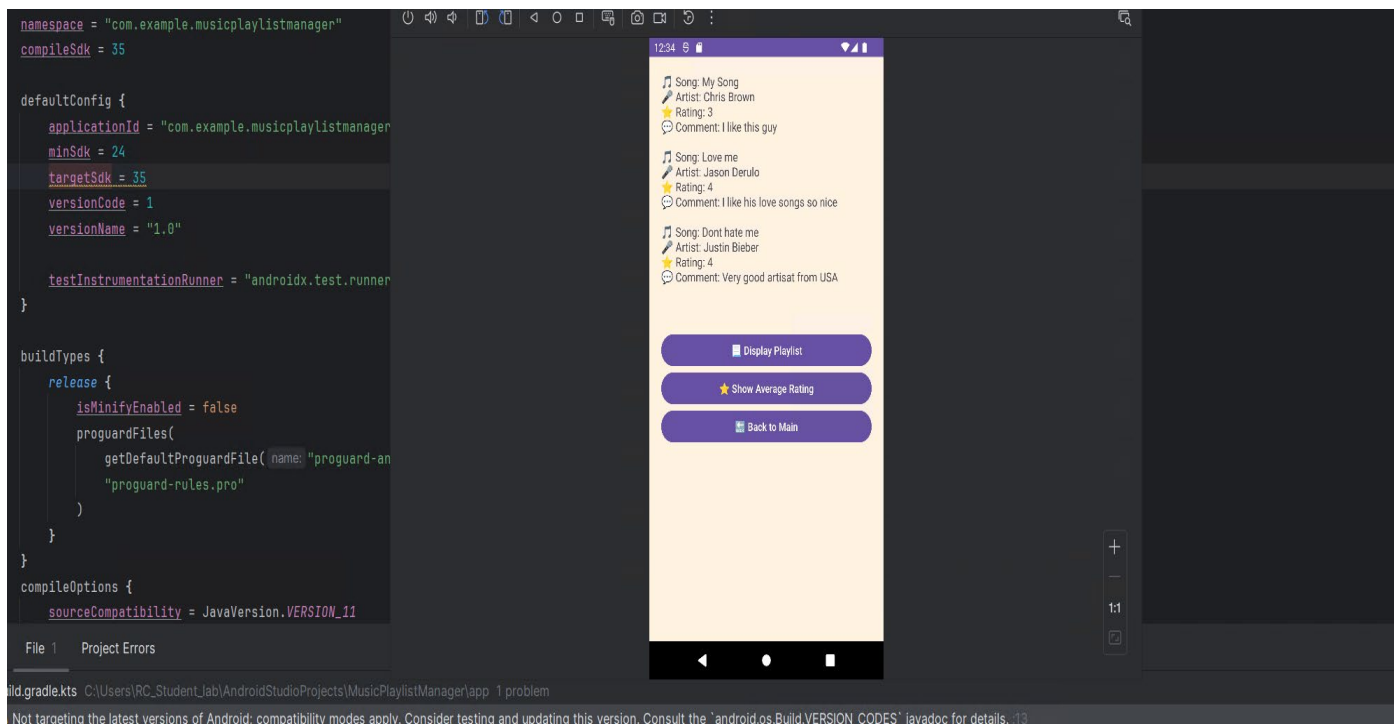 namespace = "com.example.musicplaylistmanager"
compileSdk = 35
defaultConfig {
applicationId = "com.example.musicplaylistmanager
minSdk = 24
targetSdk = 35
versionCode = 1
versionName = "1.0"
testInstrumentationRunner = "androidx.test.runner
}
buildTypes {
release {
isMinifyEnabled = false
proguardFiles(
getDefaultProguardFile( name: "proguard-an
"proguard-rules.pro"
)
}
}
compileOptions {
sourceCompatibility = JavaVersion.VERSION_11
12:34
🎵 Song: My Song
🎤 Artist: Chris Brown
⭐ Rating: 3
💬 Comment: I like this guy
🎵 Song: Love me
🎤 Artist: Jason Derulo
⭐ Rating: 4
💬 Comment: I like his love songs so nice
🎵 Song: Dont hate me
🎤 Artist: Justin Bieber
⭐ Rating: 4
💬 Comment: Very good artisat from USA
📃 Display Playlist
⭐ Show Average Rating
🔙 Back to Main
1:1
File 1 Project Errors
ild.gradle.kts C:\Users\RC_Student_lab\AndroidStudioProjects\MusicPlaylistManager\app 1 problem
Not targeting the latest versions of Android; compatibility modes apply. Consider testing and updating this version. Consult the `android.os.Build.VERSION_CODES` javadoc for details. :13